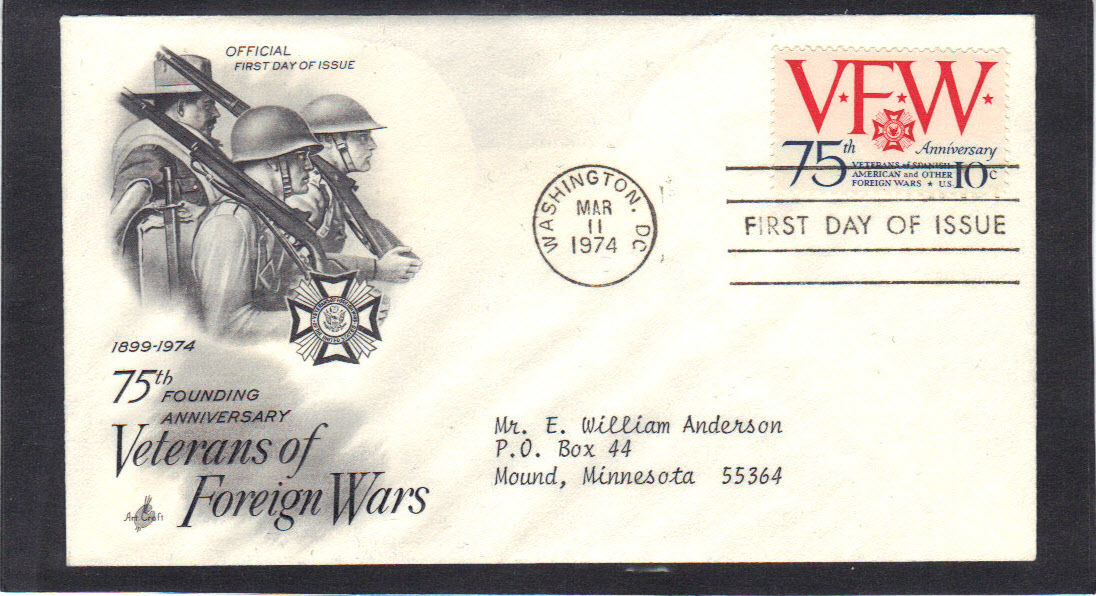 OFFICIAL
FIRST DAY OF ISSUE
1899-1974
75th
FOUNDING
ANNIVERSARY
Veterans of
Foreign Wars
Art Craft
WASHINGTON. DC
MAR
11
1974
V★F★W★
75th Anniversary
VETERANS of SPANISH
AMERICAN and OTHER
FOREIGN WARS ★ U.S. 10c
FIRST DAY OF ISSUE
Mr. E. William Anderson
P.O. Box 44
Mound, Minnesota 55364